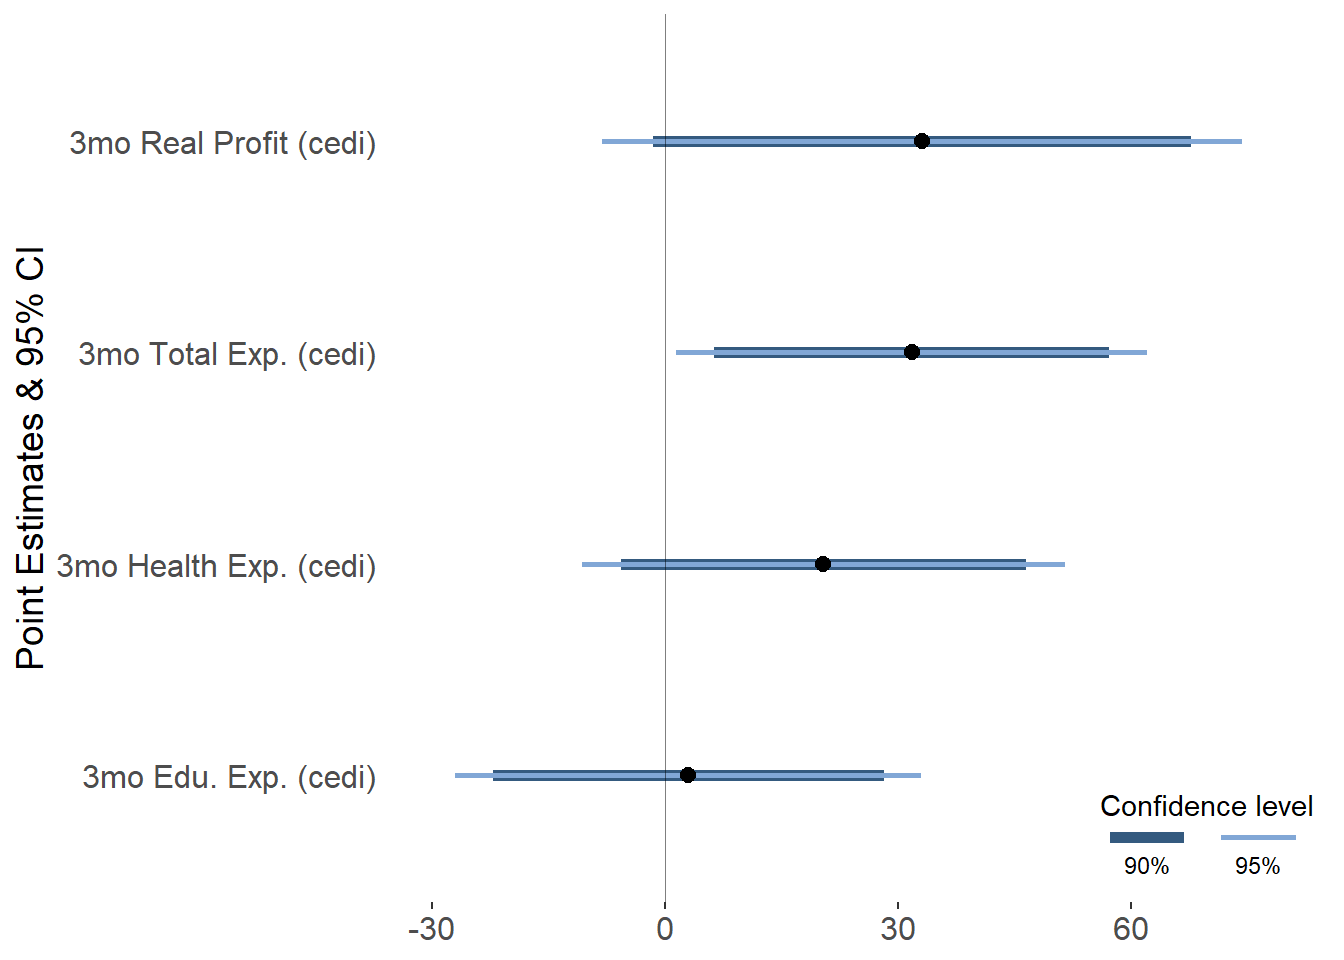 Point Estimates & 95% CI
3mo Real Profit (cedi)
3mo Total Exp. (cedi)
3mo Health Exp. (cedi)
3mo Edu. Exp. (cedi)
Confidence level
90% 95%
-30 0 30 60